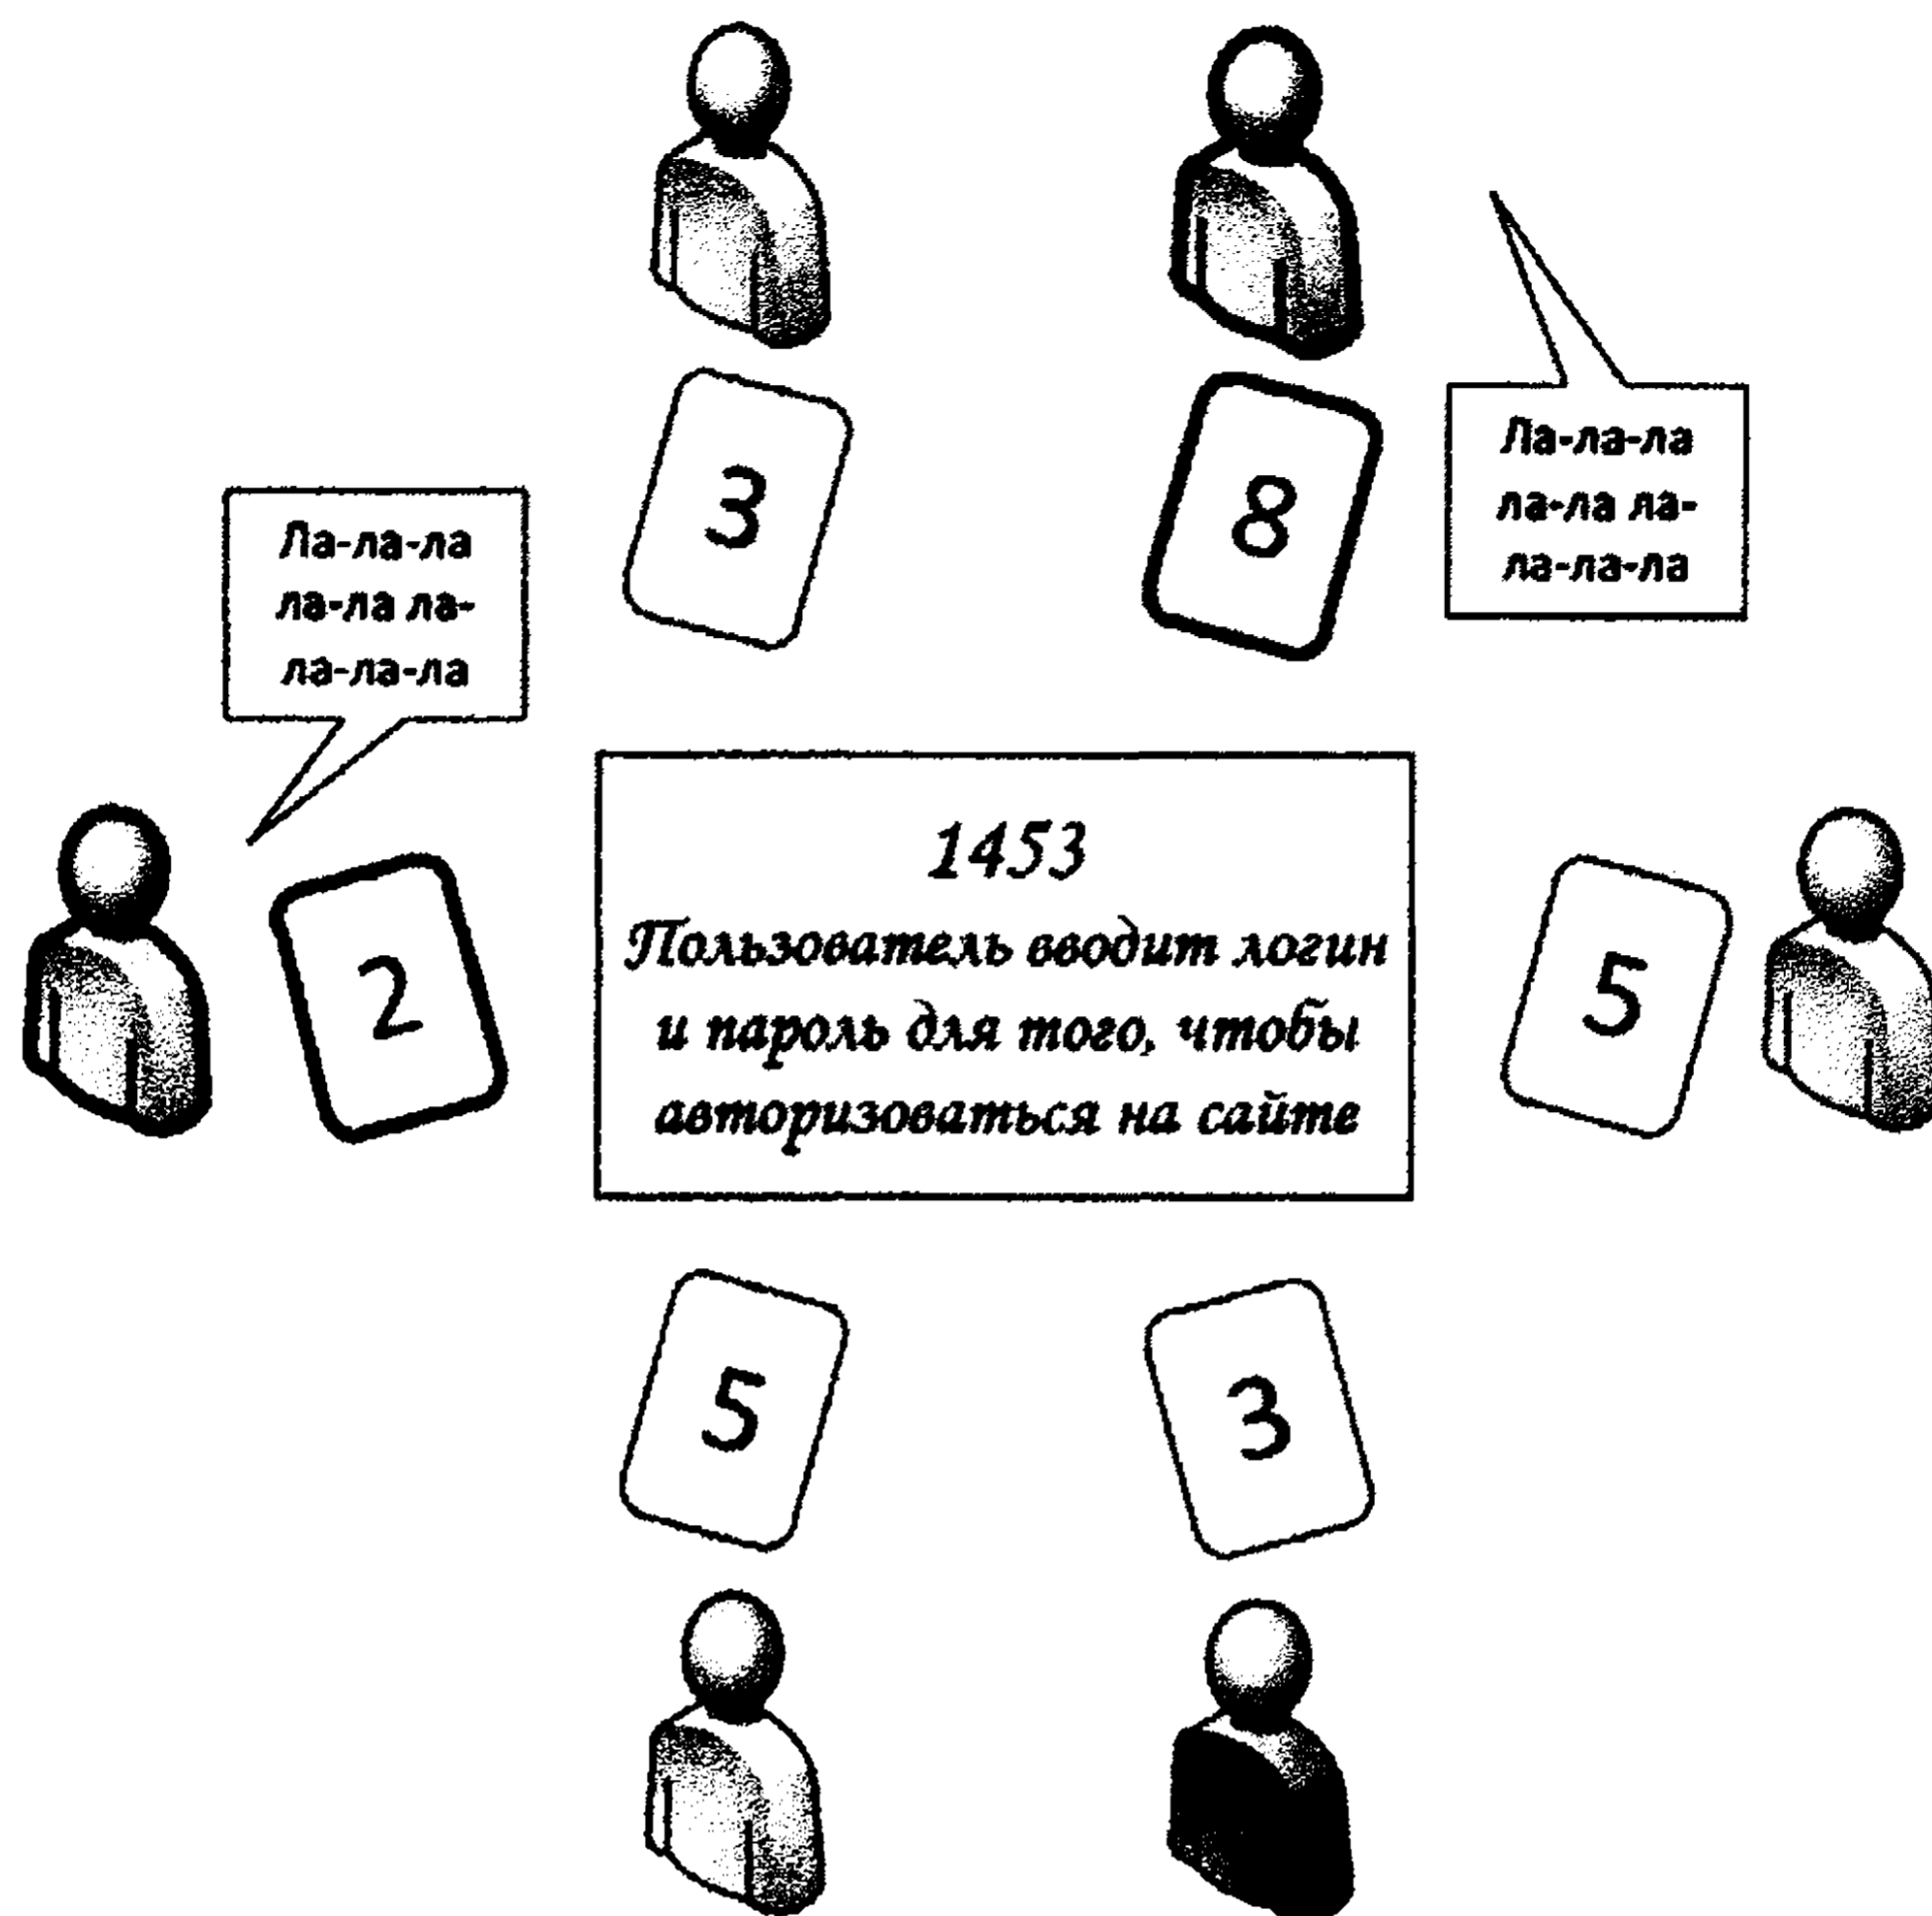 3
8
Ла-ла-ла
ла-ла ла-
ла-ла-ла
Ла-ла-ла
ла-ла ла-
ла-ла-ла
2
1453
Пользователь вводит логин
и пароль для того, чтобы
авторизоваться на сайте
5
5
3